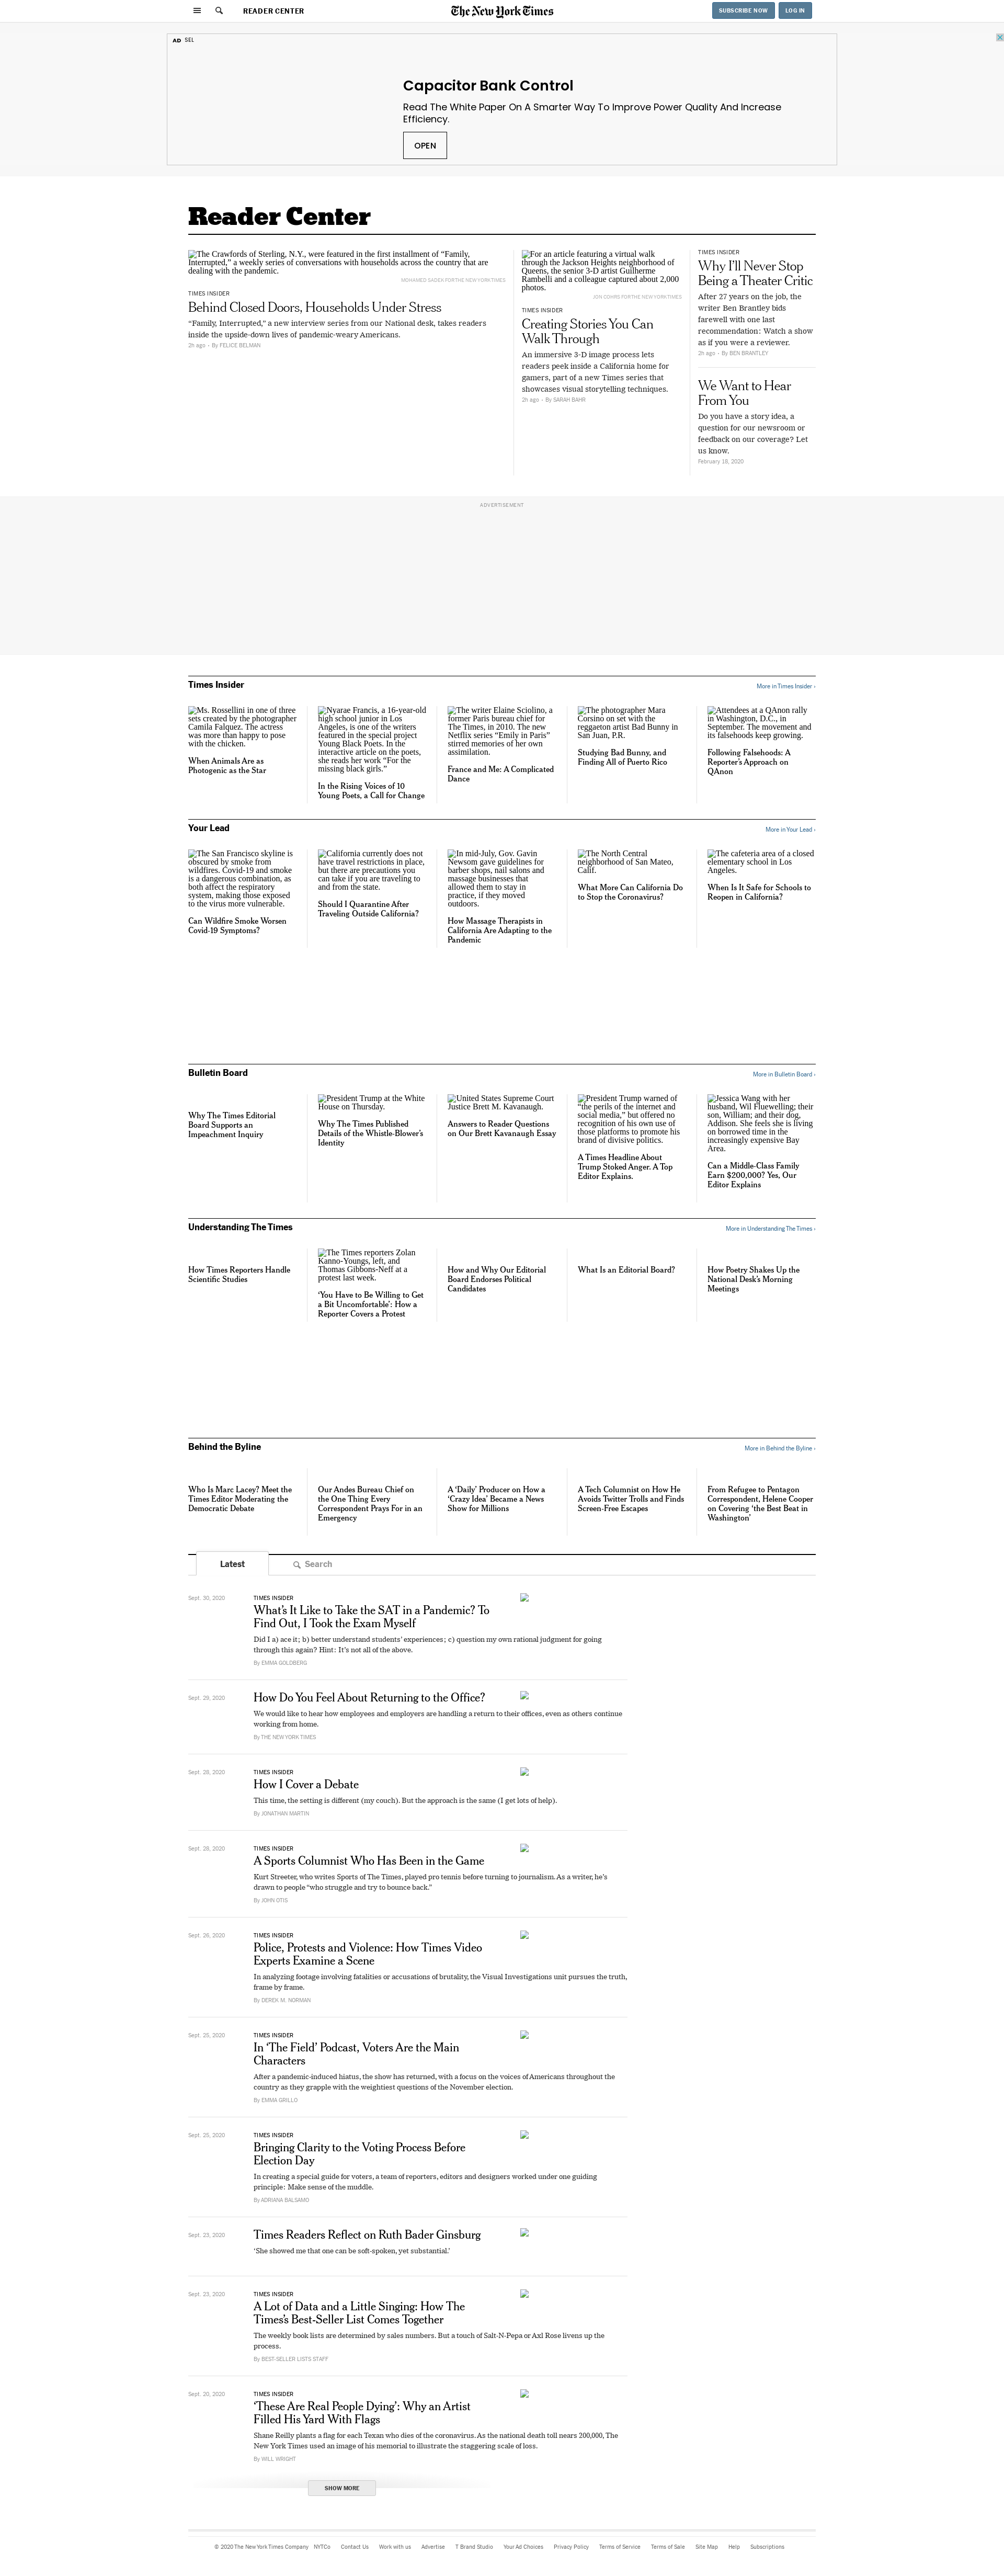 READER CENTER
The New York Times
SUBSCRIBE NOW
LOG IN
AD SEL
Capacitor Bank Control
Read The White Paper On A Smarter Way To Improve Power Quality And Increase
Efficiency.
OPEN
Reader Center
The Crawfords of Sterling, N.Y., were featured in the first installment of “Family,
Interrupted,” a weekly series of conversations with households across the country that are
dealing with the pandemic.
MOHAMED SADEK FOR THE NEW YORK TIMES
TIMES INSIDER
Behind Closed Doors, Households Under Stress
“Family, Interrupted,” a new interview series from our National desk, takes readers
inside the upside-down lives of pandemic-weary Americans.
2h ago - By FELICE BELMAN
For an article featuring a virtual walk
through the Jackson Heights neighborhood of
Queens, the senior 3-D artist Guilherme
Rambelli and a colleague captured about 2,000
photos.
JON COHRS FOR THE NEW YORK TIMES
TIMES INSIDER
Creating Stories You Can
Walk Through
An immersive 3-D image process lets
readers peek inside a California home for
gamers, part of a new Times series that
showcases visual storytelling techniques.
2h ago - By SARAH BAHR
TIMES INSIDER
Why I’ll Never Stop
Being a Theater Critic
After 27 years on the job, the
writer Ben Brantley bids
farewell with one last
recommendation: Watch a show
as if you were a reviewer.
2h ago - By BEN BRANTLEY
We Want to Hear
From You
Do you have a story idea, a
question for our newsroom or
feedback on our coverage? Let
us know.
February 18, 2020
ADVERTISEMENT
Times Insider
More in Times Insider ›
Ms. Rossellini in one of three
sets created by the photographer
Camila Falquez. The actress
was more than happy to pose
with the chicken.
When Animals Are as
Photogenic as the Star
Nyarae Francis, a 16-year-old
high school junior in Los
Angeles, is one of the writers
featured in the special project
Young Black Poets. In the
interactive article on the poets,
she reads her work “For the
missing black girls.”
In the Rising Voices of 10
Young Poets, a Call for Change
The writer Elaine Sciolino, a
former Paris bureau chief for
The Times, in 2010. The new
Netflix series “Emily in Paris”
stirred memories of her own
assimilation.
France and Me: A Complicated
Dance
The photographer Mara
Corsino on set with the
reggaetón artist Bad Bunny in
San Juan, P.R.
Studying Bad Bunny, and
Finding All of Puerto Rico
Attendees at a QAnon rally
in Washington, D.C., in
September. The movement and
its falsehoods keep growing.
Following Falsehoods: A
Reporter’s Approach on
QAnon
Your Lead
More in Your Lead ›
The San Francisco skyline is
obscured by smoke from
wildfires. Covid-19 and smoke
is a dangerous combination, as
both affect the respiratory
system, making those exposed
to the virus more vulnerable.
Can Wildfire Smoke Worsen
Covid-19 Symptoms?
California currently does not
have travel restrictions in place,
but there are precautions you
can take if you are traveling to
and from the state.
Should I Quarantine After
Traveling Outside California?
In mid-July, Gov. Gavin
Newsom gave guidelines for
barber shops, nail salons and
massage businesses that
allowed them to stay in
practice, if they moved
outdoors.
How Massage Therapists in
California Are Adapting to the
Pandemic
The North Central
neighborhood of San Mateo,
Calif.
What More Can California Do
to Stop the Coronavirus?
The cafeteria area of a closed
elementary school in Los
Angeles.
When Is It Safe for Schools to
Reopen in California?
Bulletin Board
More in Bulletin Board ›
Why The Times Editorial
Board Supports an
Impeachment Inquiry
President Trump at the White
House on Thursday.
Why The Times Published
Details of the Whistle-Blower’s
Identity
United States Supreme Court
Justice Brett M. Kavanaugh.
Answers to Reader Questions
on Our Brett Kavanaugh Essay
President Trump warned of
“the perils of the internet and
social media,” but offered no
recognition of his own use of
those platforms to promote his
brand of divisive politics.
A Times Headline About
Trump Stoked Anger. A Top
Editor Explains.
Jessica Wang with her
husband, Wil Fluewelling; their
son, William; and their dog,
Addison. She feels she is living
on borrowed time in the
increasingly expensive Bay
Area.
Can a Middle-Class Family
Earn $200,000? Yes, Our
Editor Explains
Understanding The Times
More in Understanding The Times ›
How Times Reporters Handle
Scientific Studies
The Times reporters Zolan
Kanno-Youngs, left, and
Thomas Gibbons-Neff at a
protest last week.
‘You Have to Be Willing to Get
a Bit Uncomfortable’: How a
Reporter Covers a Protest
How and Why Our Editorial
Board Endorses Political
Candidates
What Is an Editorial Board?
How Poetry Shakes Up the
National Desk’s Morning
Meetings
Behind the Byline
More in Behind the Byline ›
Who Is Marc Lacey? Meet the
Times Editor Moderating the
Democratic Debate
Our Andes Bureau Chief on
the One Thing Every
Correspondent Prays For in an
Emergency
A ‘Daily’ Producer on How a
‘Crazy Idea’ Became a News
Show for Millions
A Tech Columnist on How He
Avoids Twitter Trolls and Finds
Screen-Free Escapes
From Refugee to Pentagon
Correspondent, Helene Cooper
on Covering ‘the Best Beat in
Washington’
Latest
Search
Sept. 30, 2020
TIMES INSIDER
What’s It Like to Take the SAT in a Pandemic? To
Find Out, I Took the Exam Myself
Did I a) ace it; b) better understand students’ experiences; c) question my own rational judgment for going
through this again? Hint: It’s not all of the above.
By EMMA GOLDBERG
Sept. 29, 2020
How Do You Feel About Returning to the Office?
We would like to hear how employees and employers are handling a return to their offices, even as others continue
working from home.
By THE NEW YORK TIMES
Sept. 28, 2020
TIMES INSIDER
How I Cover a Debate
This time, the setting is different (my couch). But the approach is the same (I get lots of help).
By JONATHAN MARTIN
Sept. 28, 2020
TIMES INSIDER
A Sports Columnist Who Has Been in the Game
Kurt Streeter, who writes Sports of The Times, played pro tennis before turning to journalism. As a writer, he’s
drawn to people “who struggle and try to bounce back.”
By JOHN OTIS
Sept. 26, 2020
TIMES INSIDER
Police, Protests and Violence: How Times Video
Experts Examine a Scene
In analyzing footage involving fatalities or accusations of brutality, the Visual Investigations unit pursues the truth,
frame by frame.
By DEREK M. NORMAN
Sept. 25, 2020
TIMES INSIDER
In ‘The Field’ Podcast, Voters Are the Main
Characters
After a pandemic-induced hiatus, the show has returned, with a focus on the voices of Americans throughout the
country as they grapple with the weightiest questions of the November election.
By EMMA GRILLO
Sept. 25, 2020
TIMES INSIDER
Bringing Clarity to the Voting Process Before
Election Day
In creating a special guide for voters, a team of reporters, editors and designers worked under one guiding
principle: Make sense of the muddle.
By ADRIANA BALSAMO
Sept. 23, 2020
Times Readers Reflect on Ruth Bader Ginsburg
‘She showed me that one can be soft-spoken, yet substantial.’
Sept. 23, 2020
TIMES INSIDER
A Lot of Data and a Little Singing: How The
Times’s Best-Seller List Comes Together
The weekly book lists are determined by sales numbers. But a touch of Salt-N-Pepa or Axl Rose livens up the
process.
By BEST-SELLER LISTS STAFF
Sept. 20, 2020
TIMES INSIDER
‘These Are Real People Dying’: Why an Artist
Filled His Yard With Flags
Shane Reilly plants a flag for each Texan who dies of the coronavirus. As the national death toll nears 200,000, The
New York Times used an image of his memorial to illustrate the staggering scale of loss.
By WILL WRIGHT
SHOW MORE
© 2020 The New York Times Company NYTCo Contact Us Work with us Advertise T Brand Studio Your Ad Choices Privacy Policy Terms of Service Terms of Sale Site Map Help Subscriptions